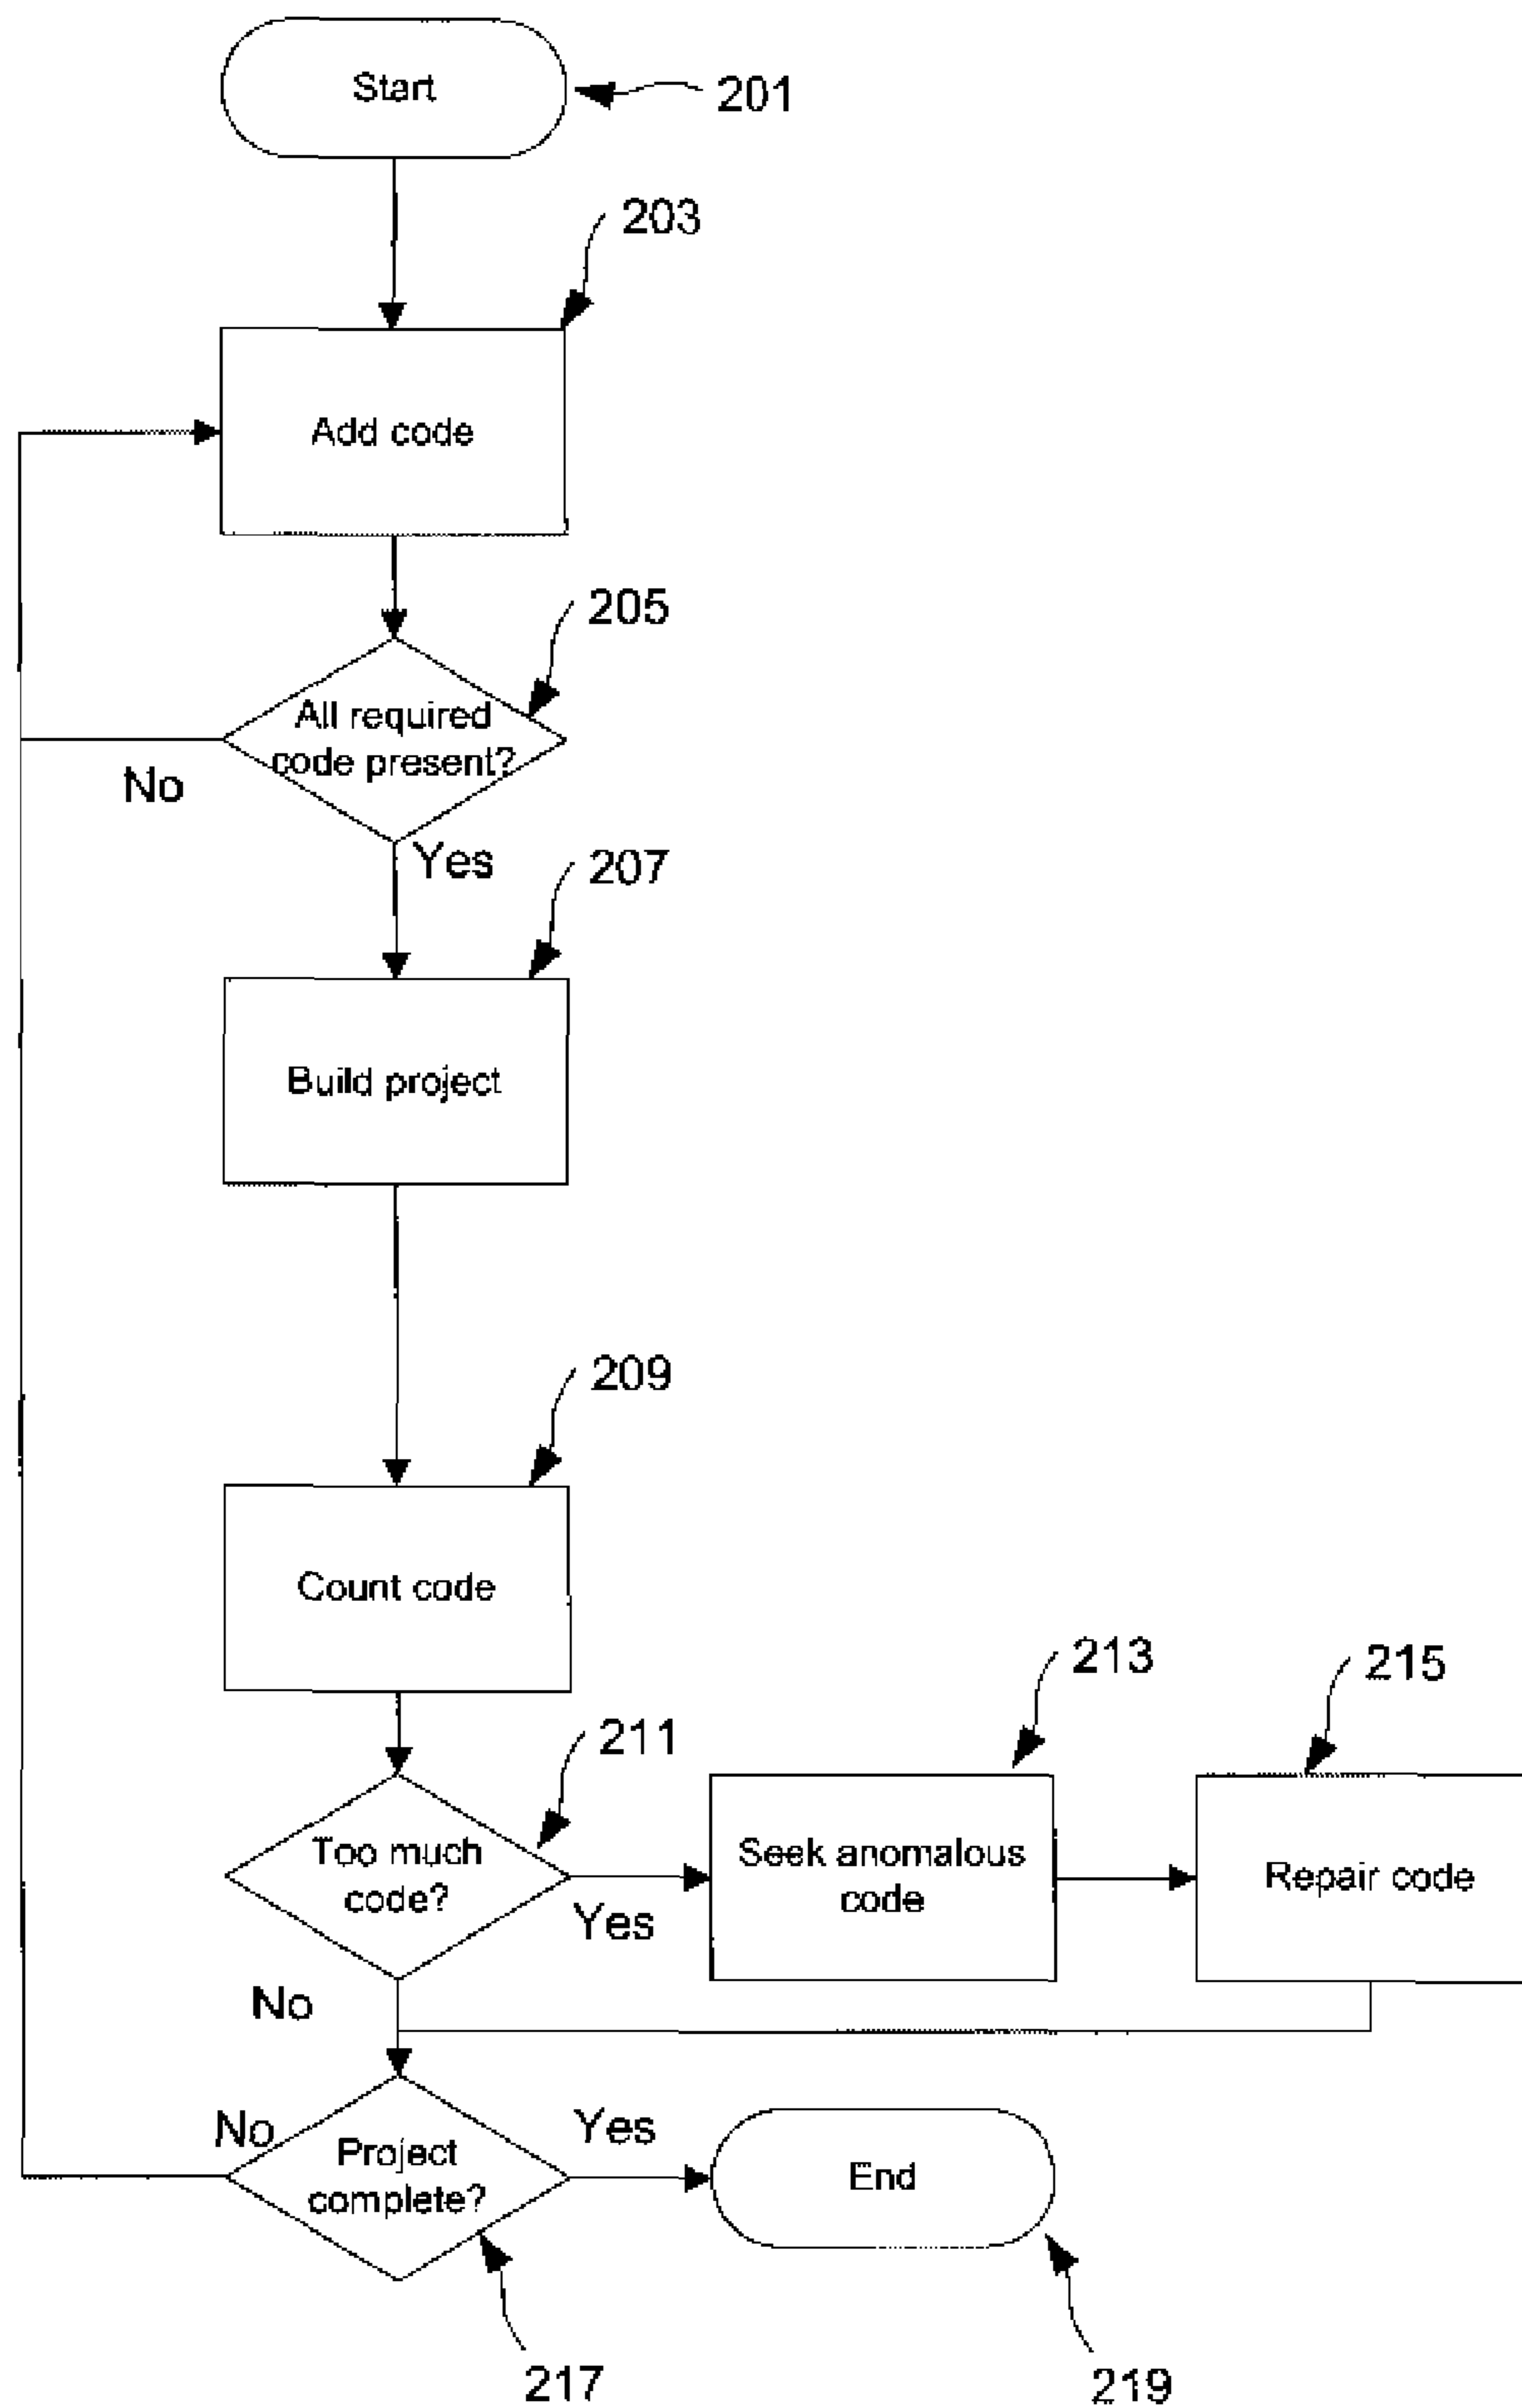 Start
201
203
Add code
205
All required
code present?
No
Yes
207
Build project
209
Count code
211
Too much
code?
Yes
No
213
Seek anomalous
code
215
Repair code
No
Project
complete?
Yes
End
217
219